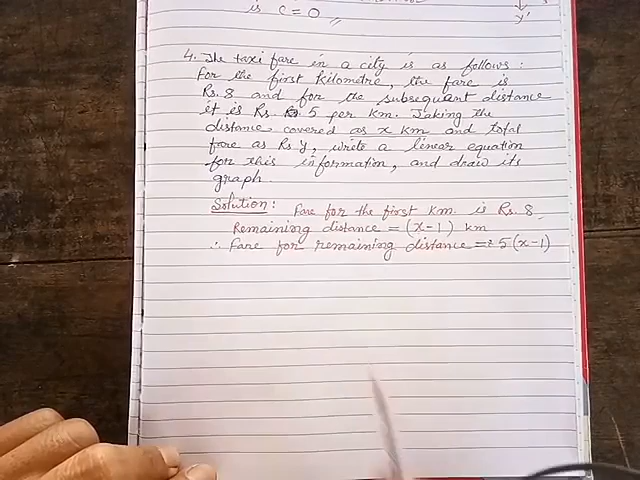 is c = 0
y'
4. The taxi fare in a city is as follows:
For the first kilometre, the fare is
Rs. 8 and for the subsequant distance
it is Rs. 5 per km. Taking the
distance covered as x km and total
fare as Rs y, write a linear equation
for this information, and draw its
graph.
Solution: Fare for the first km. is Rs. 8
Remaining distance = (x-1) km
∴ Fare for remaining distance = 5(x-1)